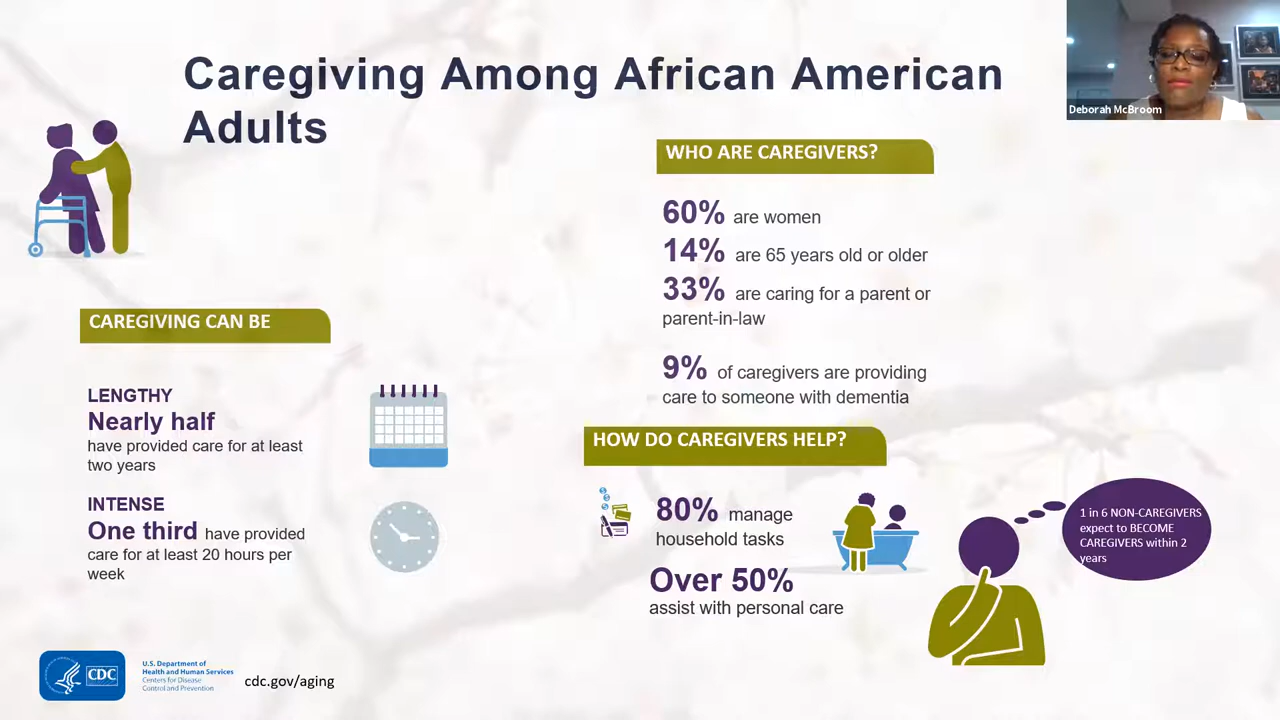 Caregiving Among African American
Adults
Deborah McBroom
WHO ARE CAREGIVERS?
60% are women
14% are 65 years old or older
33% are caring for a parent or
parent-in-law
9% of caregivers are providing
care to someone with dementia
CAREGIVING CAN BE
LENGTHY
Nearly half
have provided care for at least
two years
INTENSE
One third have provided
care for at least 20 hours per
week
HOW DO CAREGIVERS HELP?
80% manage
household tasks
Over 50%
assist with personal care
1 in 6 NON-CAREGIVERS
expect to BECOME
CAREGIVERS within 2
years
CDC
U.S. Department of
Health and Human Services
Centers for Disease
Control and Prevention
cdc.gov/aging